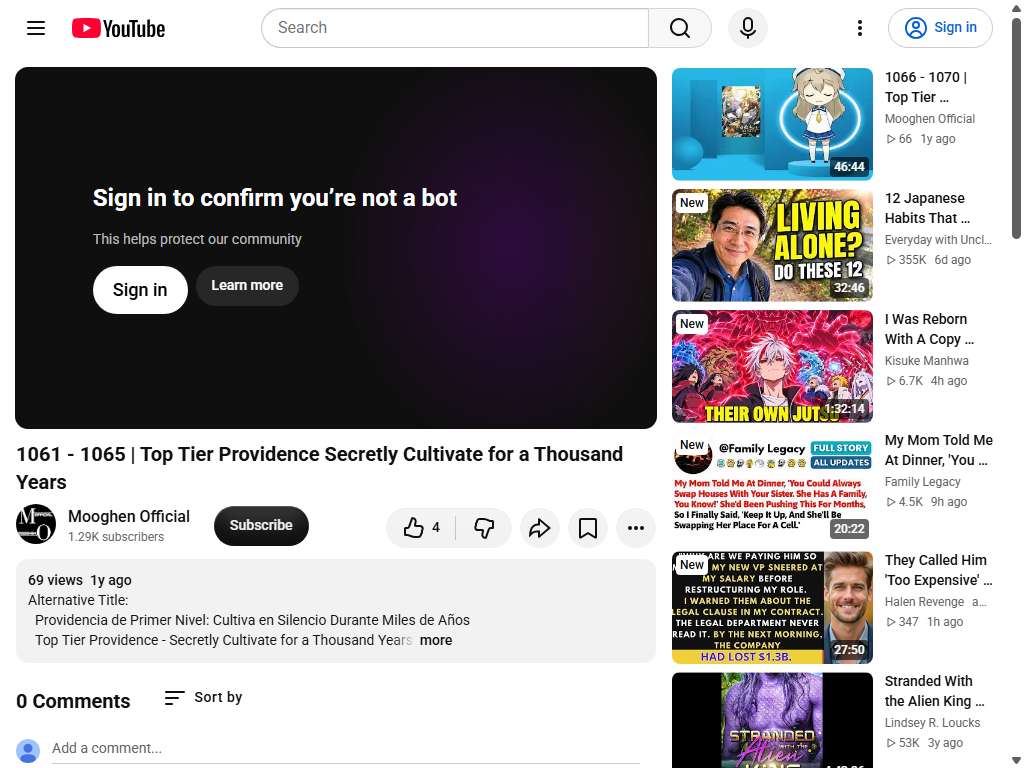 YouTube
Search
Sign in
Sign in to confirm you’re not a bot
This helps protect our community
Sign in
Learn more
1061 - 1065 | Top Tier Providence Secretly Cultivate for a Thousand
Years
Mooghen Official
1.29K subscribers
Subscribe
4
69 views 1y ago
Alternative Title:
Providencia de Primer Nivel: Cultiva en Silencio Durante Miles de Años
Top Tier Providence - Secretly Cultivate for a Thousand Years more
0 Comments
Sort by
Add a comment...
46:44
1066 - 1070 |
Top Tier …
Mooghen Official
66 1y ago
New
LIVING
ALONE?
DO THESE 12
32:46
12 Japanese
Habits That …
Everyday with Uncl…
355K 6d ago
New
THEIR OWN JUTSU
1:32:14
I Was Reborn
With A Copy …
Kisuke Manhwa
6.7K 4h ago
New
@Family Legacy
FULL STORY
ALL UPDATES
My Mom Told Me At Dinner, 'You Could Always
Swap Houses With Your Sister. She Has A Family,
You Know!' She'd Been Pushing This For Months,
So I Finally Said, 'Keep It Up, And She'll Be
Swapping Her Place For A Cell.'
20:22
My Mom Told Me
At Dinner, 'You …
Family Legacy
4.5K 9h ago
New
ARE WE PAYING HIM SO
MY NEW VP SNEERED AT
MY SALARY BEFORE
RESTRUCTURING MY ROLE.
I WARNED THEM ABOUT THE
LEGAL CLAUSE IN MY CONTRACT.
THE LEGAL DEPARTMENT NEVER
READ IT. BY THE NEXT MORNING,
THE COMPANY
HAD LOST $1.3B.
27:50
They Called Him
'Too Expensive' …
Halen Revenge a…
347 1h ago
STRANDED
WITH THE
Alien
KING
Stranded With
the Alien King …
Lindsey R. Loucks
53K 3y ago